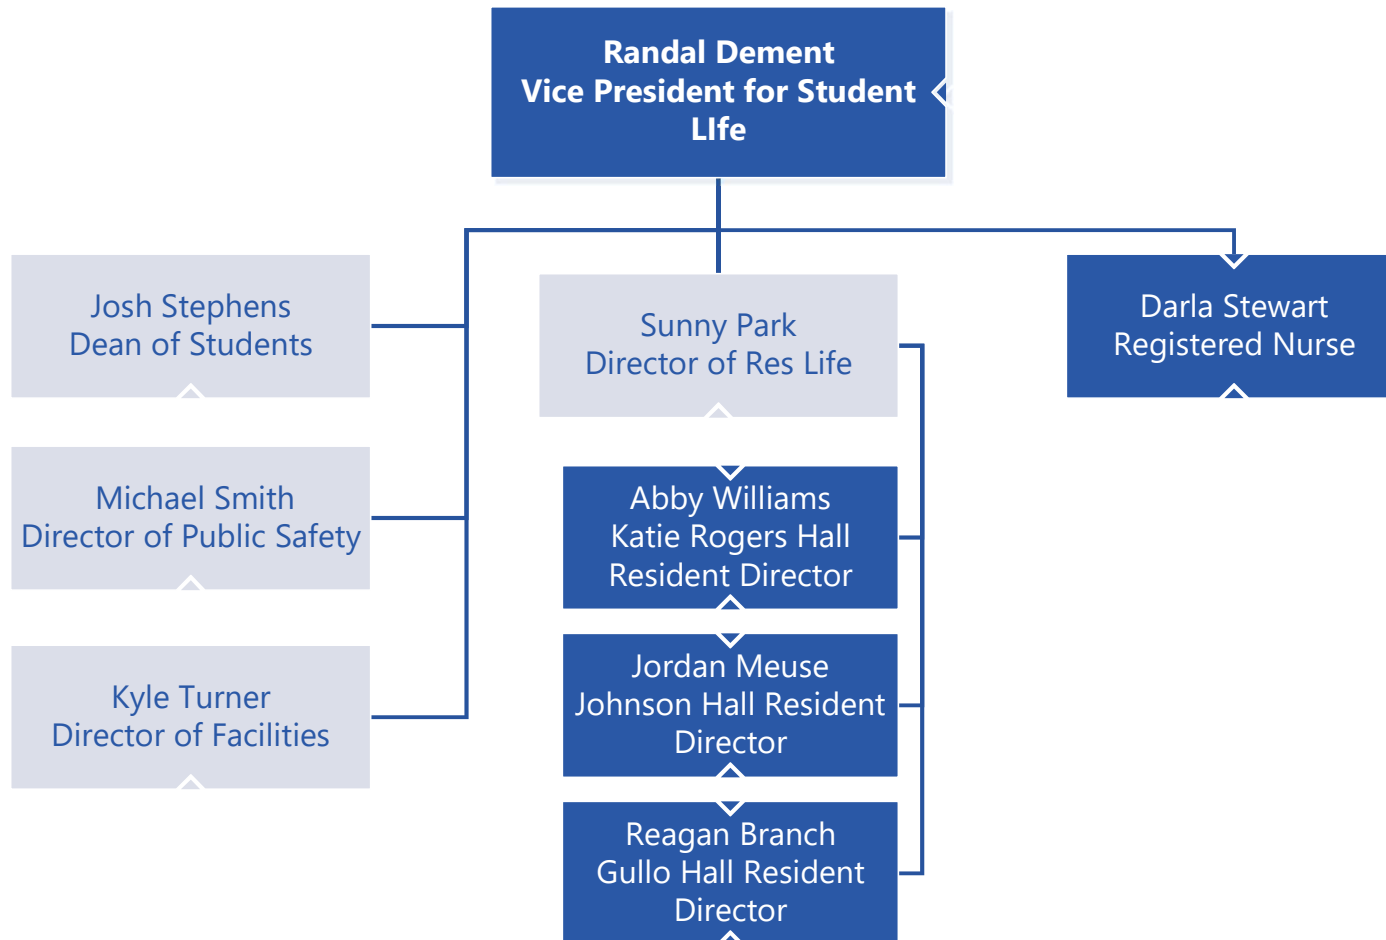 Randal Dement
Vice President for Student
LIfe
Josh Stephens
Dean of Students
Sunny Park
Director of Res Life
Darla Stewart
Registered Nurse
Michael Smith
Director of Public Safety
Abby Williams
Katie Rogers Hall
Resident Director
Kyle Turner
Director of Facilities
Jordan Meuse
Johnson Hall Resident
Director
Reagan Branch
Gullo Hall Resident
Director